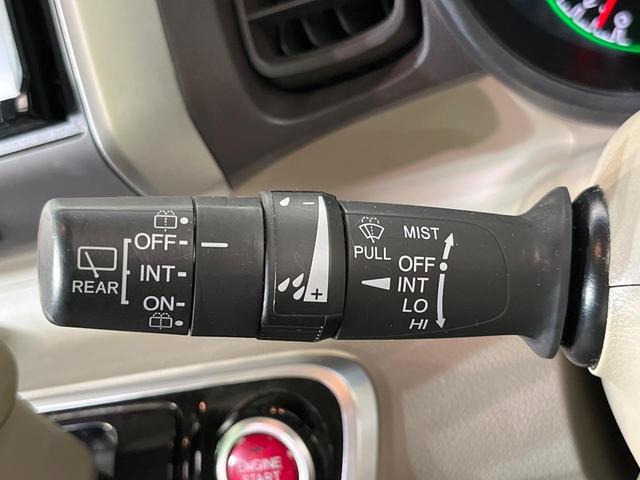 REAR
OFF
INT
ON
- +
PULL
MIST
OFF
INT
LO
HI
ENGINE
START